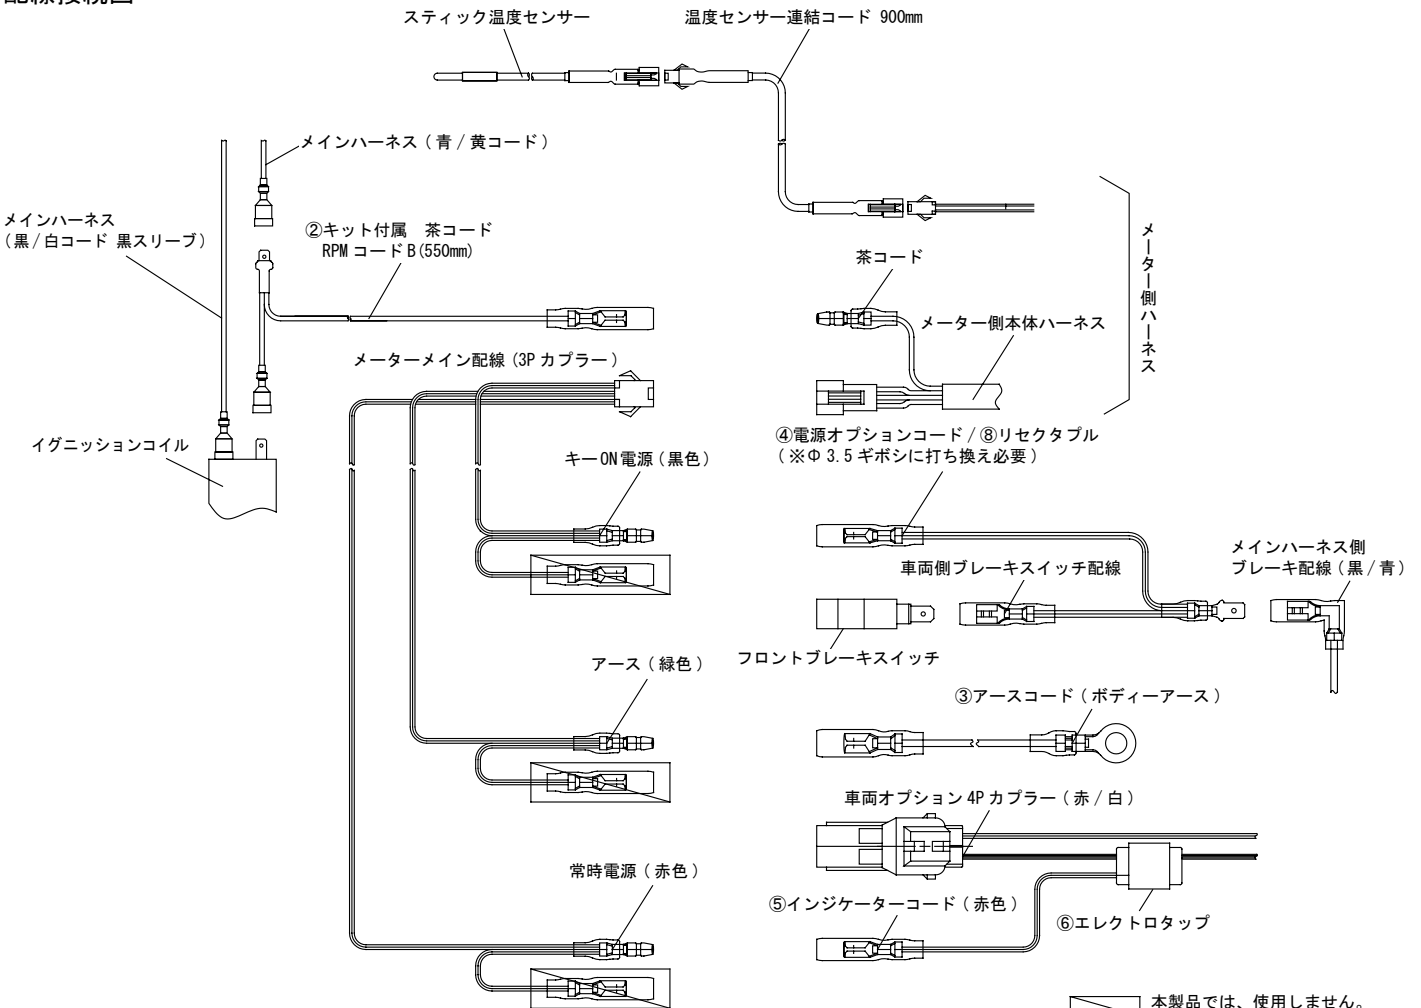 スティック温度センサー
温度センサー連結コード 900mm
メインハーネス ( 青 / 黄コード )
メインハーネス
( 黒 / 白コード 黒スリーブ )
②キット付属　茶コード
RPM コード B(550mm)
茶コード
メーター側本体ハーネス
メーター側ハーネス
メーターメイン配線 (3P カプラー )
イグニッションコイル
④電源オプションコード / ⑧リセクタプル
( ※Φ 3.5 ギボシに打ち換え必要 )
キー ON 電源 ( 黒色 )
車両側ブレーキスイッチ配線
メインハーネス側
ブレーキ配線 ( 黒 / 青 )
フロントブレーキスイッチ
アース ( 緑色 )
③アースコード ( ボディーアース )
車両オプション 4P カプラー ( 赤 / 白 )
常時電源 ( 赤色 )
⑤インジケーターコード ( 赤色 )
⑥エレクトロタップ
本製品では、使用しません。